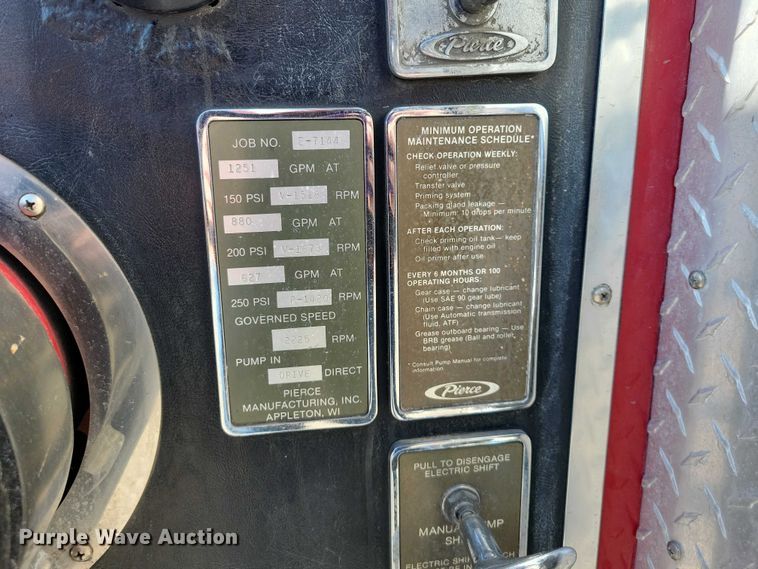 Pierce
JOB NO. E-7144
1251 GPM AT
150 PSI RPM
880 GPM AT
200 PSI RPM
627 GPM AT
250 PSI RPM
GOVERNED SPEED
2225 RPM
PUMP IN
DRIVE DIRECT
PIERCE
MANUFACTURING, INC.
APPLETON, WI
MINIMUM OPERATION
MAINTENANCE SCHEDULE*
CHECK OPERATION WEEKLY:
Relief valve or pressure
controller
Transfer valve
Priming system
Packing gland leakage —
Minimum: 10 drops per minute
AFTER EACH OPERATION:
Check priming oil tank — keep
filled with engine oil
Oil primer after use
EVERY 6 MONTHS OR 100
OPERATING HOURS:
Gear case — change lubricant
(Use SAE 90 gear lube)
Chain case — change lubricant
(Use Automatic transmission
fluid, ATF)
Grease outboard bearing — Use
BRB grease (Ball and roller
bearing)
* Consult Pump Manual for complete
information.
Pierce
PULL TO DISENGAGE
ELECTRIC SHIFT
ELECTRIC
Purple Wave Auction